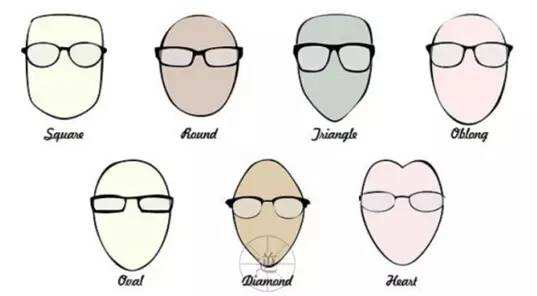 Square
Round
Triangle
Oblong
Oval
Diamond
Heart